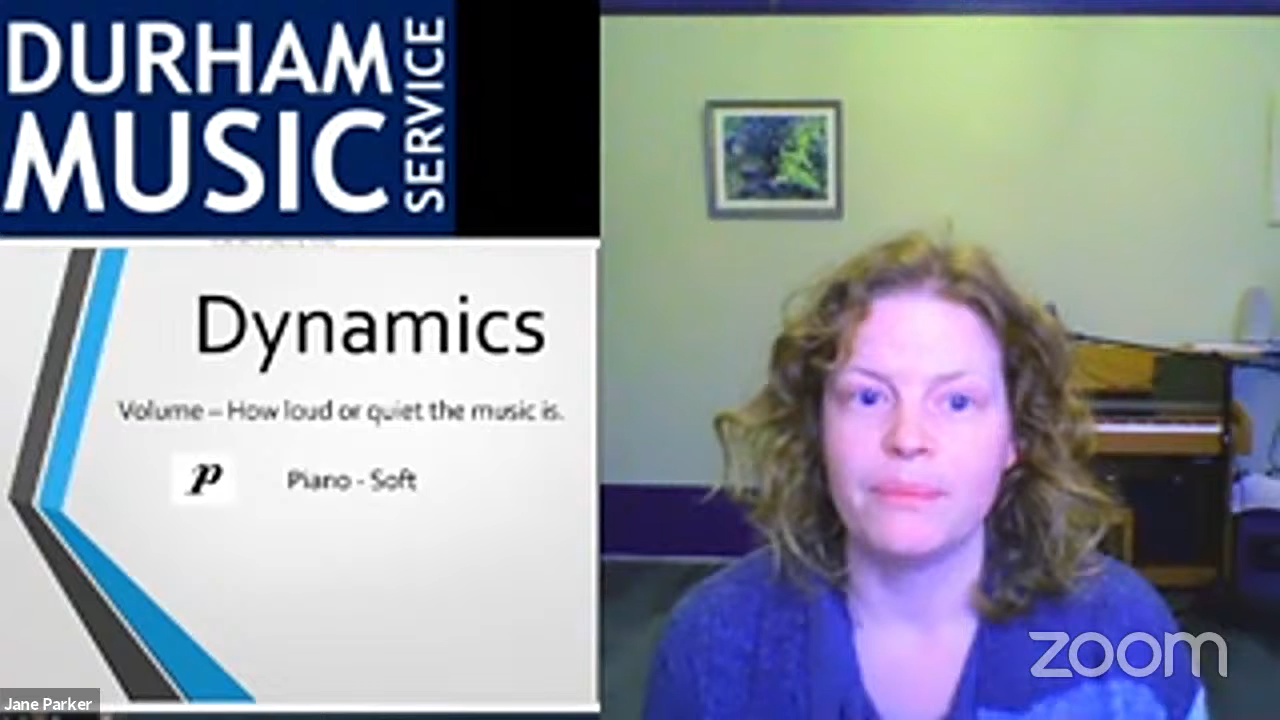 DURHAM
MUSIC
SERVICE
Dynamics
Volume – How loud or quiet the music is.
p Piano - Soft
Jane Parker
zoom